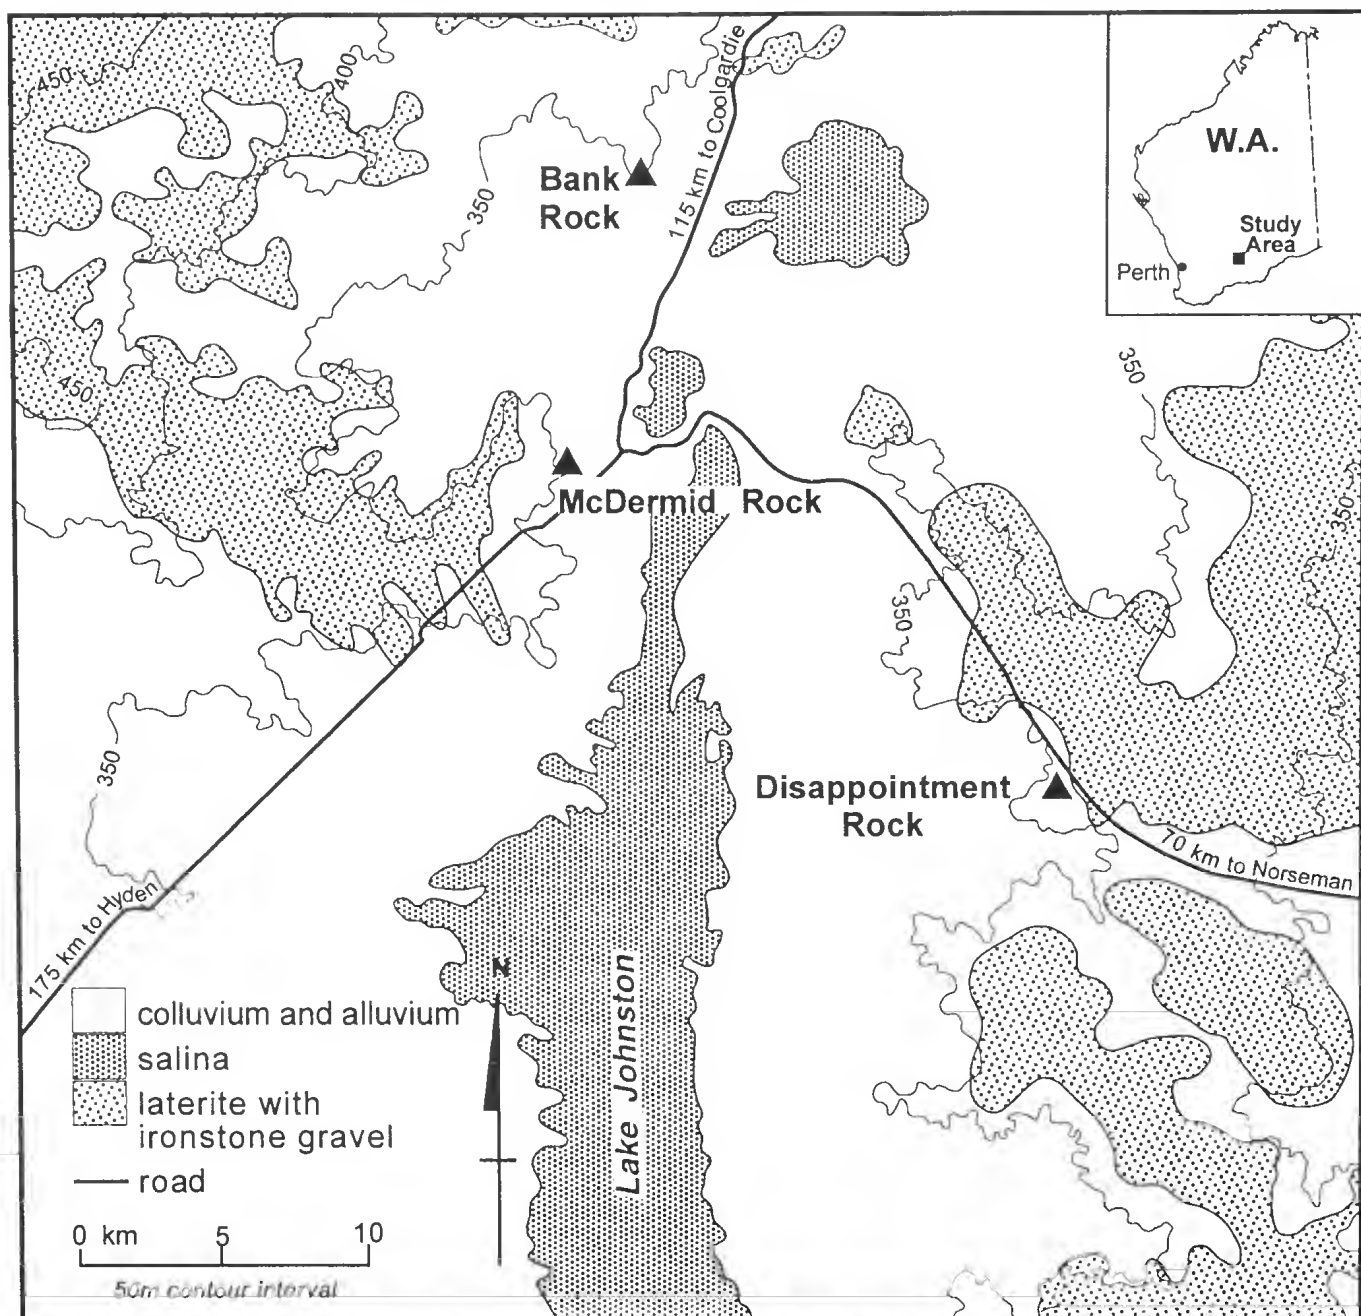 450
400
115 km to Coolgardie
W.A.
Study
Area
Perth
Bank
Rock
350
350
450
McDermid Rock
350
350
350
Disappointment
Rock
70 km to Norseman
175 km to Hyden
Lake Johnston
N
colluvium and alluvium
salina
laterite with
ironstone gravel
road
0 km 5 10
50m contour interval